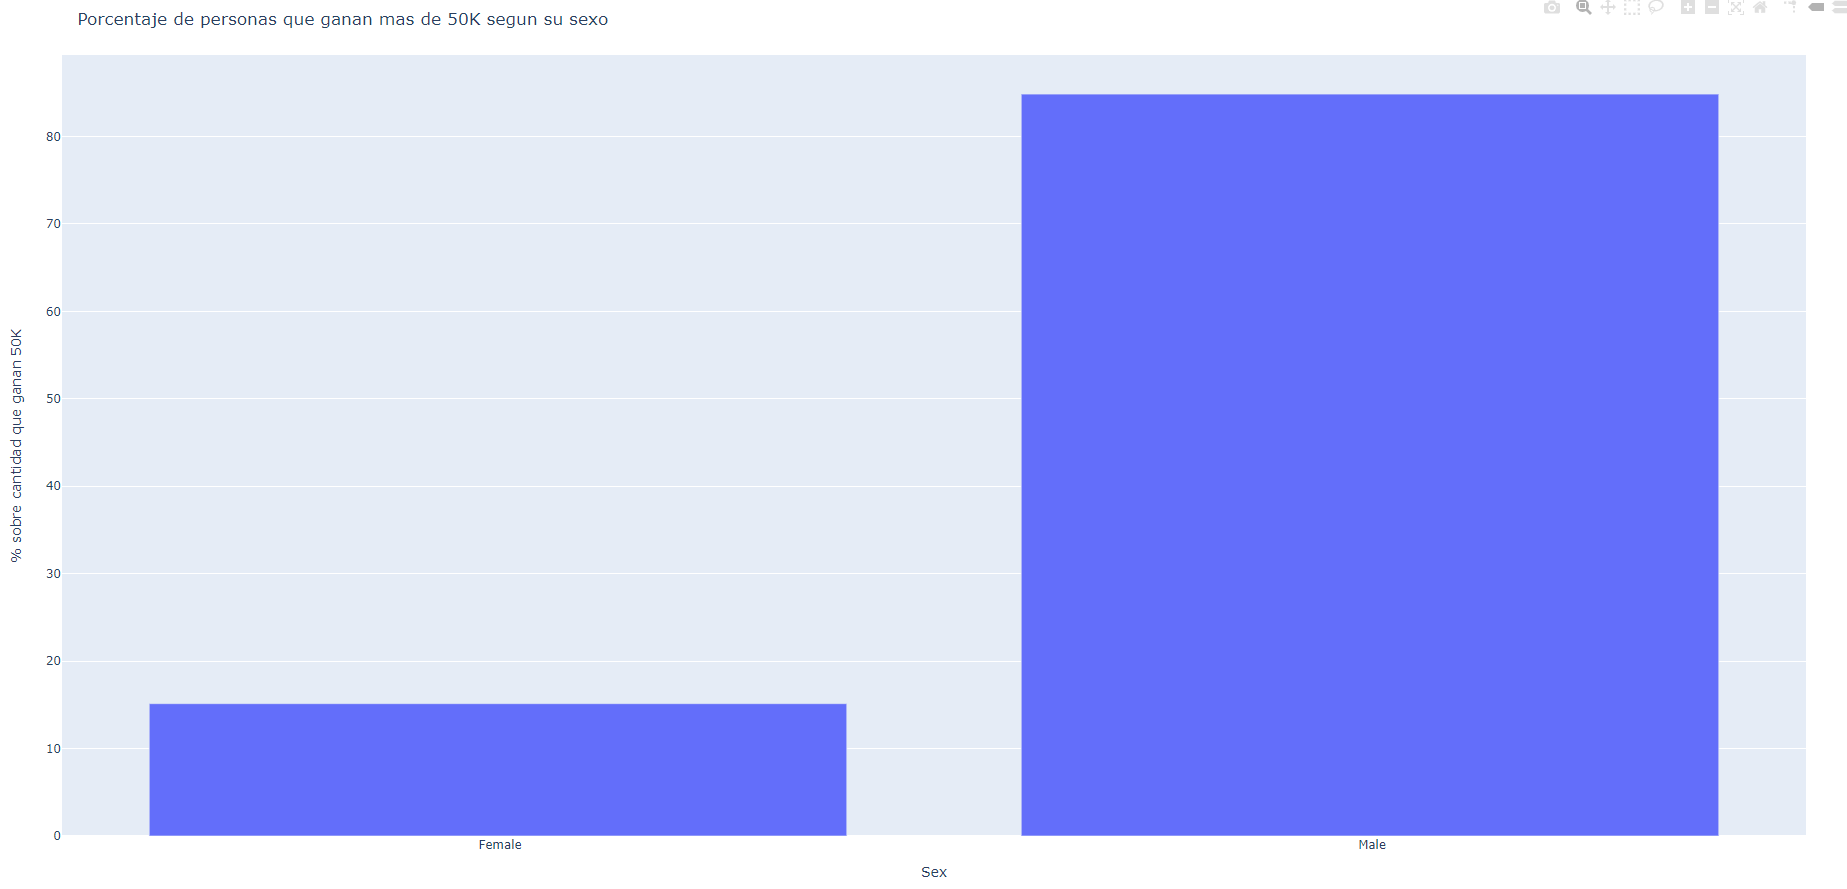 Porcentaje de personas que ganan mas de 50K segun su sexo
% sobre cantidad que ganan 50K
80
70
60
50
40
30
20
10
0
Female
Male
Sex